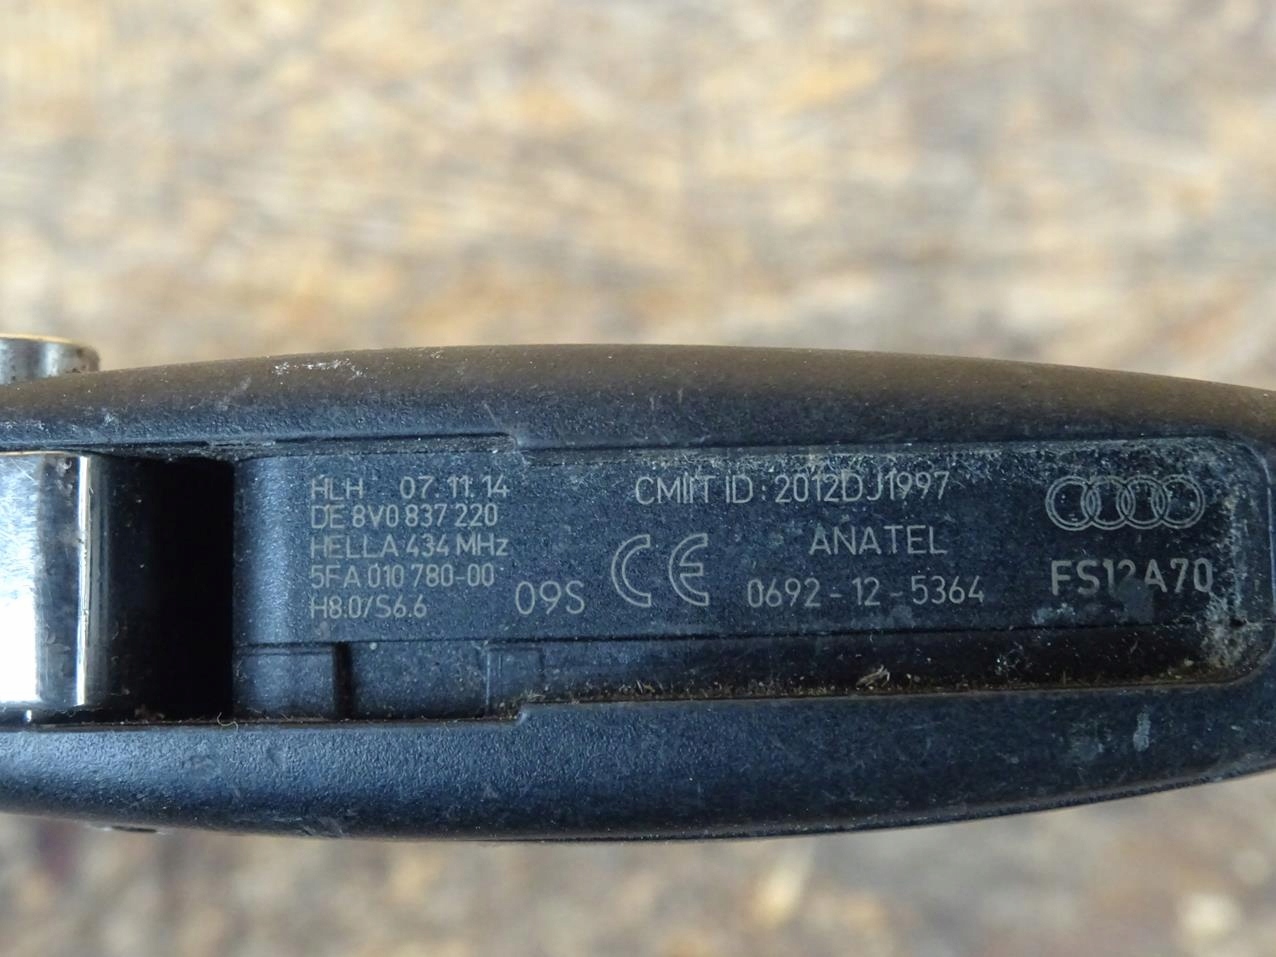 HLH 07.11.14
DE 8V0 837 220
HELLA 434 MHz
5FA 010 780-00
H8.0/S6.6
09S
CE
CMIIT ID: 2012DJ1997
ANATEL
0692-12-5364
FS12A70